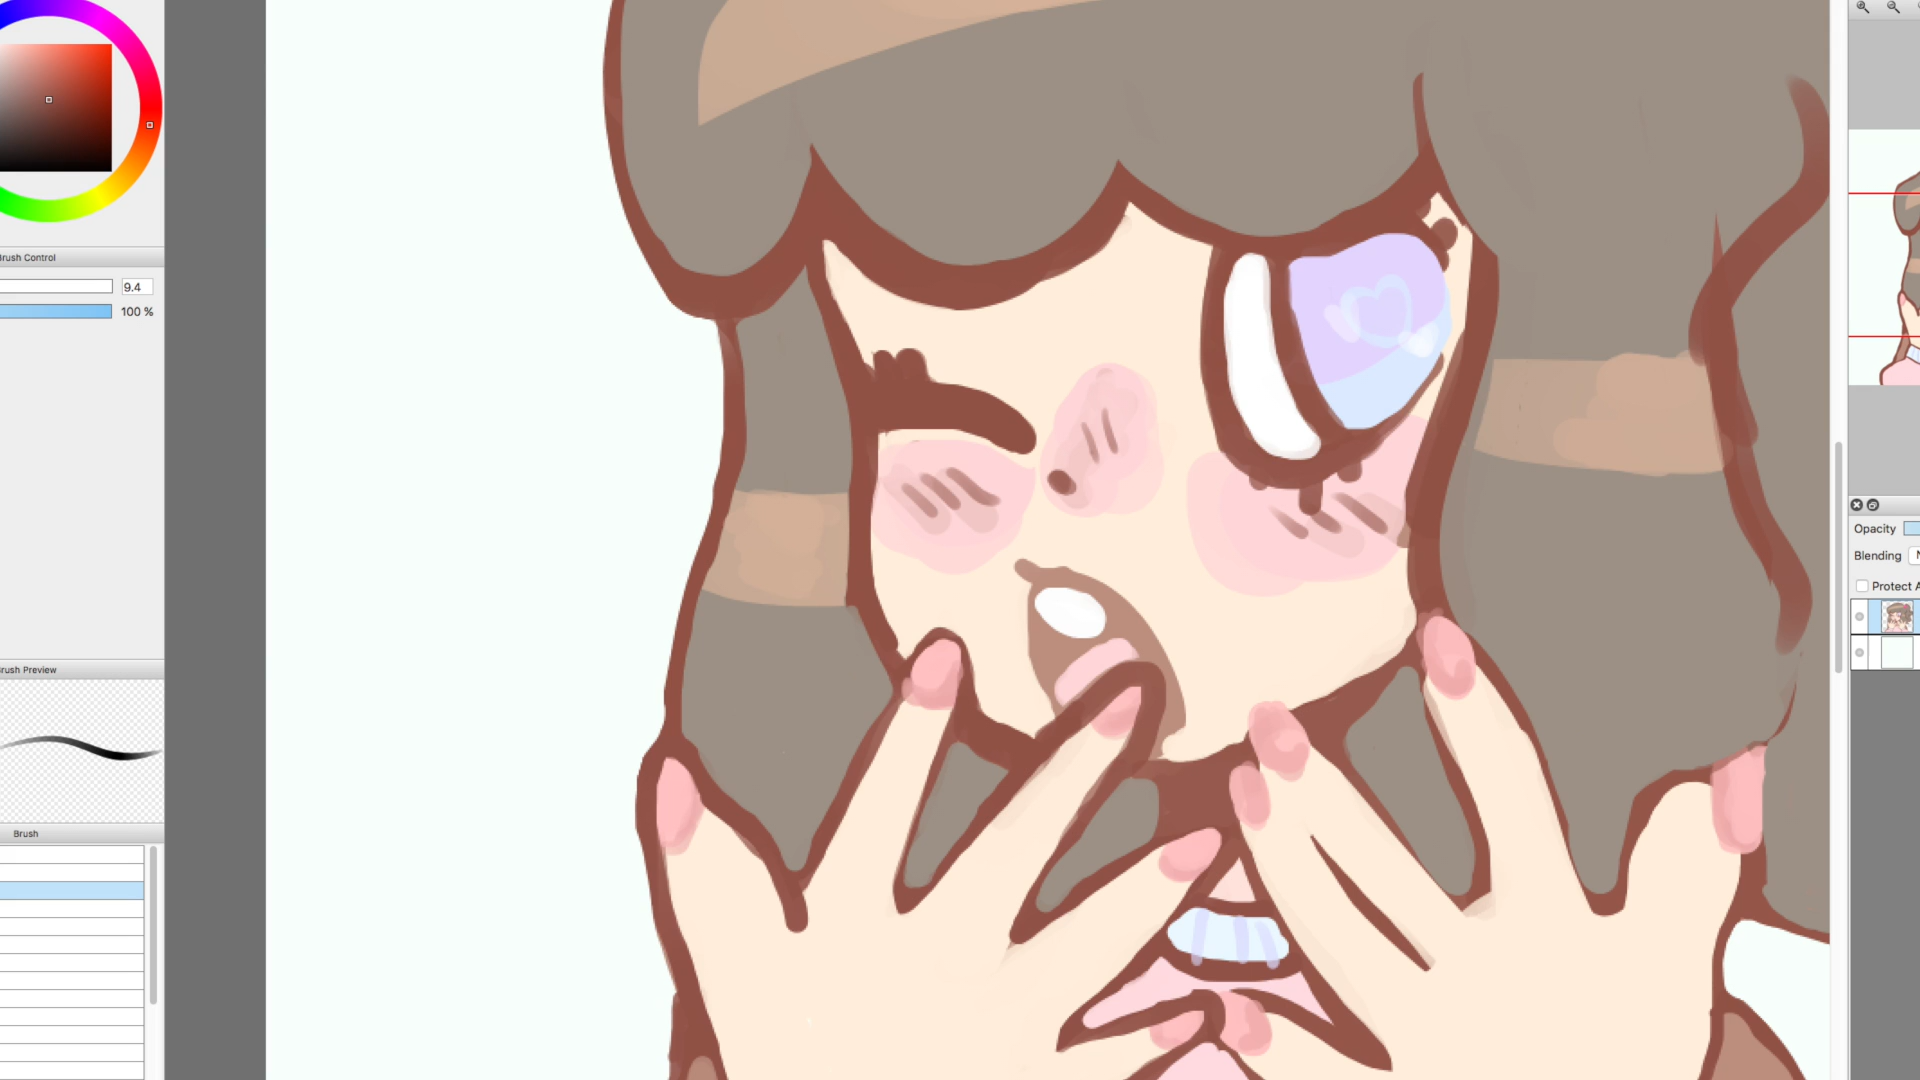 Brush Control
9.4
100 %
Brush Preview
Brush
Opacity
Blending
Protect